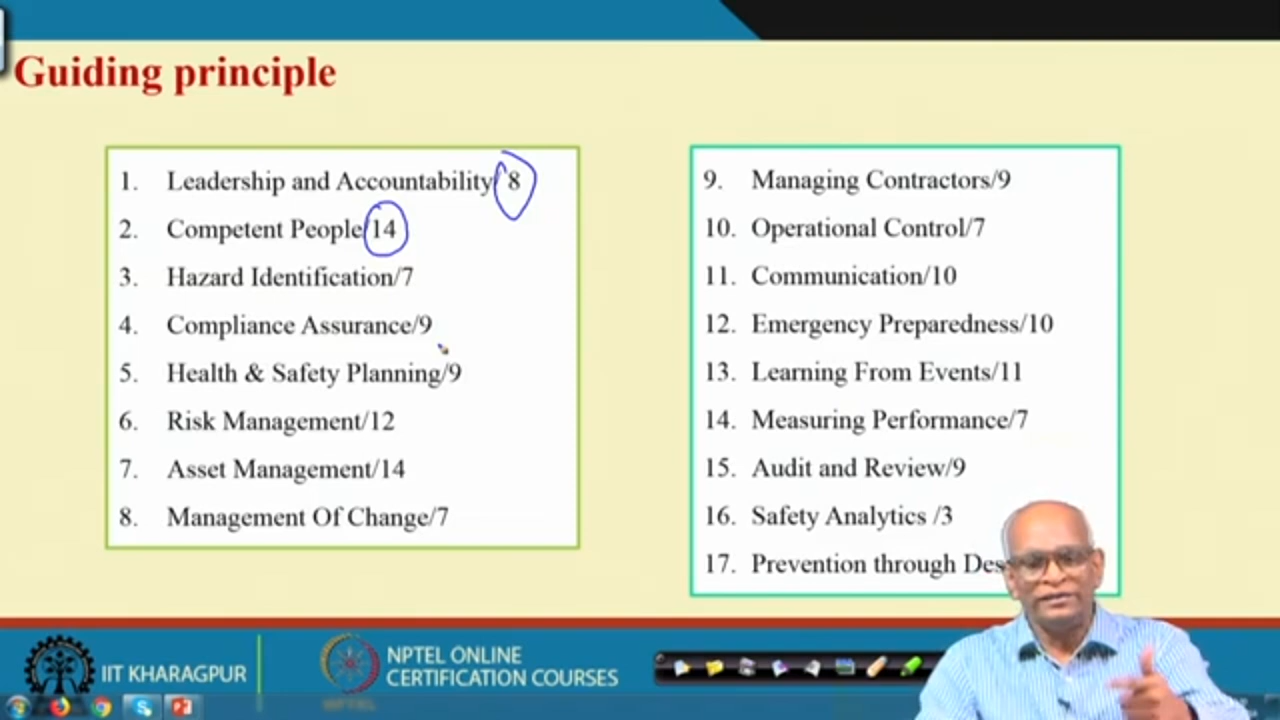 Guiding principle
1. Leadership and Accountability/8
2. Competent People/14
3. Hazard Identification/7
4. Compliance Assurance/9
5. Health & Safety Planning/9
6. Risk Management/12
7. Asset Management/14
8. Management Of Change/7
9. Managing Contractors/9
10. Operational Control/7
11. Communication/10
12. Emergency Preparedness/10
13. Learning From Events/11
14. Measuring Performance/7
15. Audit and Review/9
16. Safety Analytics /3
17. Prevention through Des
IIT KHARAGPUR
NPTEL ONLINE
CERTIFICATION COURSES